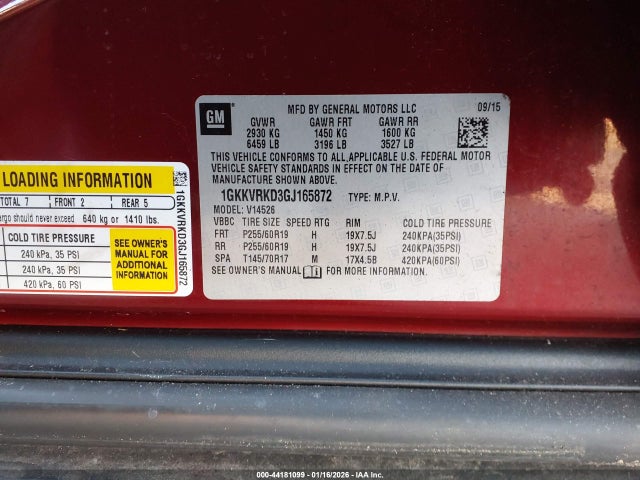 GM
MFD BY GENERAL MOTORS LLC 09/15
GVWR GAWR FRT GAWR RR
2930 KG 1450 KG 1600 KG
6459 LB 3196 LB 3527 LB
THIS VEHICLE CONFORMS TO ALL APPLICABLE U.S. FEDERAL MOTOR
VEHICLE SAFETY STANDARDS IN EFFECT ON THE DATE OF
MANUFACTURE SHOWN ABOVE.
1GKKVRKD3GJ165872 TYPE: M.P.V.
MODEL: V14526
VBBC TIRE SIZE SPEED RTG RIM COLD TIRE PRESSURE
FRT P255/60R19 H 19X7.5J 240KPA(35PSI)
RR P255/60R19 H 19X7.5J 240KPA(35PSI)
SPA T145/70R17 M 17X4.5B 420KPA(60PSI)
SEE OWNER'S MANUAL FOR MORE INFORMATION.
LOADING INFORMATION
TOTAL 7 FRONT 2 REAR 5
cargo should never exceed 640 kg or 1410 lbs.
COLD TIRE PRESSURE
240 kPa, 35 PSI
240 kPa, 35 PSI
420 kPa, 60 PSI
SEE OWNER'S
MANUAL FOR
ADDITIONAL
INFORMATION
1GKKVRKD3GJ165872
000-44181099 01/16/2026 IAA, Inc.